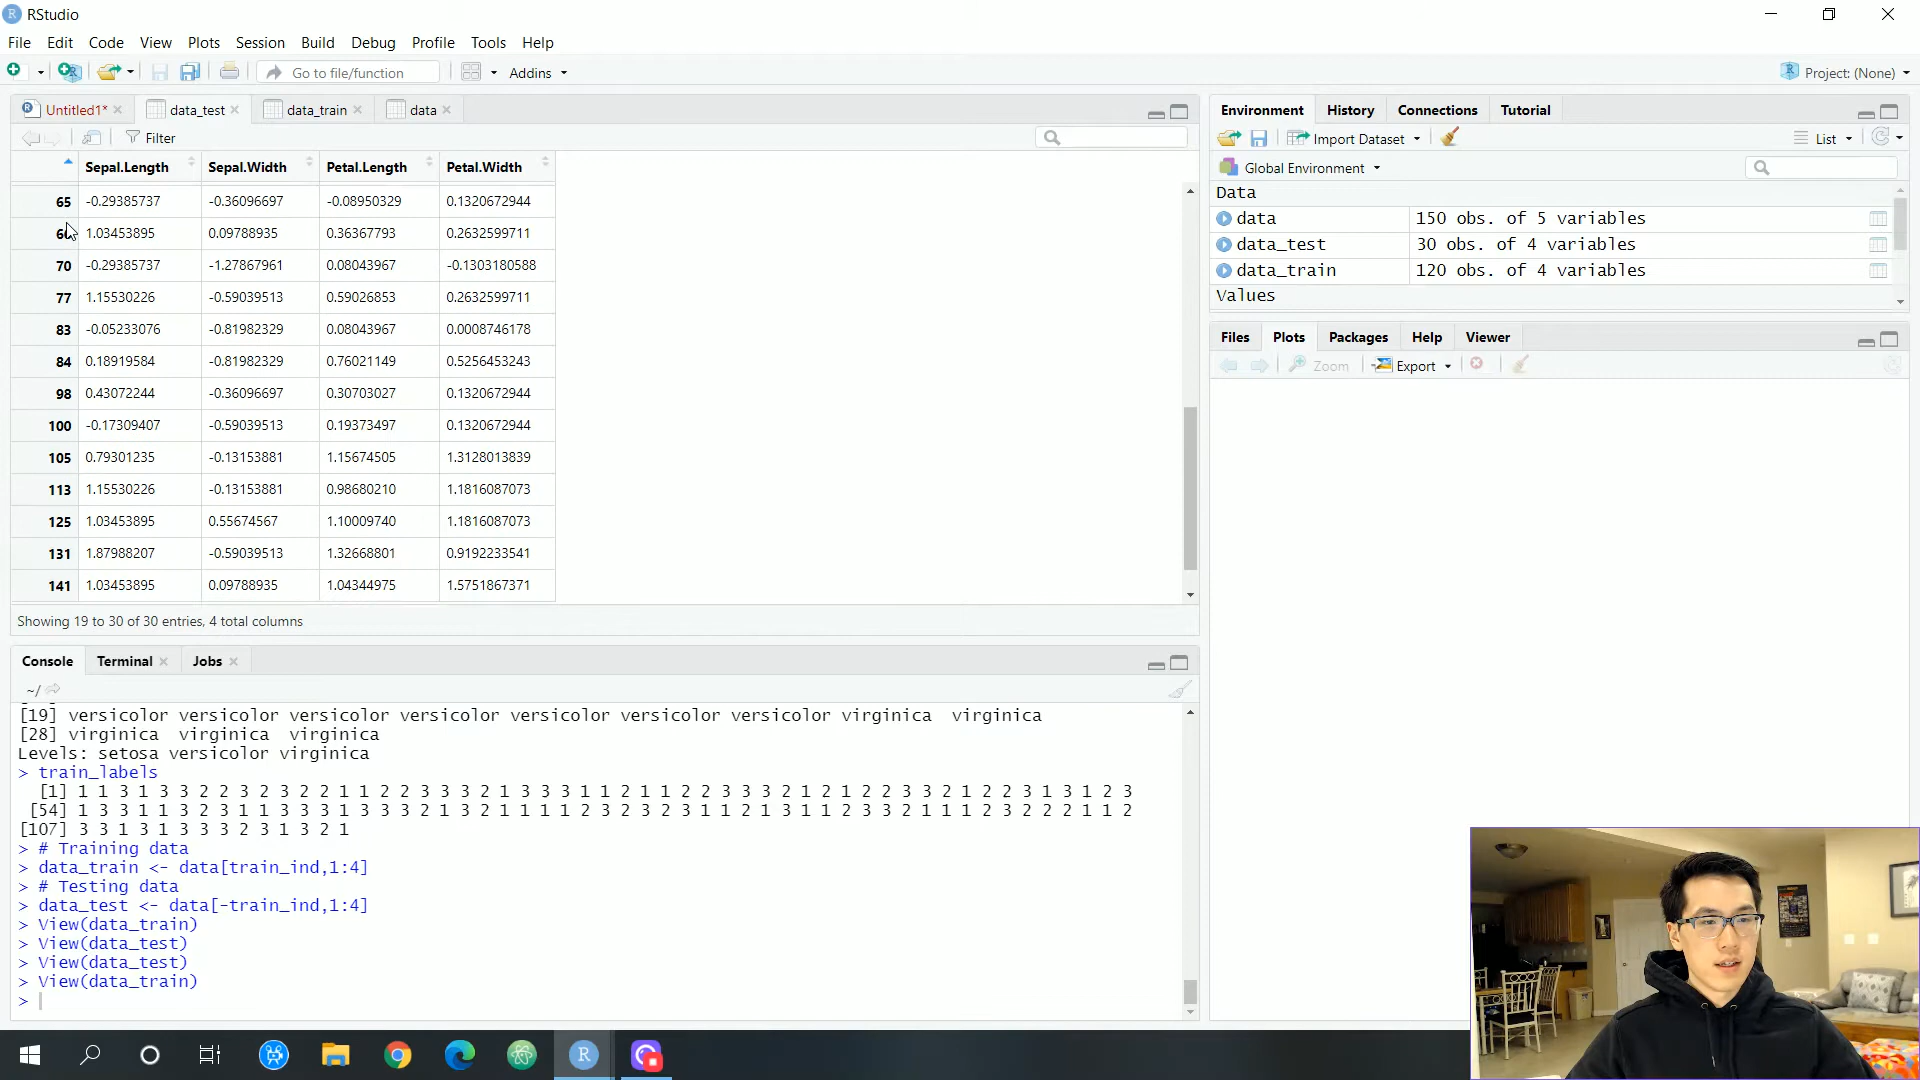 RStudio
File Edit Code View Plots Session Build Debug Profile Tools Help
Go to file/function Addins Project: (None)
Untitled1* data_test data_train data
Filter
Sepal.Length Sepal.Width Petal.Length Petal.Width
65 -0.29385737 -0.36096697 -0.08950329 0.1320672944
1.03453895 0.09788935 0.36367793 0.2632599711
70 -0.29385737 -1.27867961 0.08043967 -0.1303180588
77 1.15530226 -0.59039513 0.59026853 0.2632599711
83 -0.05233076 -0.81982329 0.08043967 0.0008746178
84 0.18919584 -0.81982329 0.76021149 0.5256453243
98 0.43072244 -0.36096697 0.30703027 0.1320672944
100 -0.17309407 -0.59039513 0.19373497 0.1320672944
105 0.79301235 -0.13153881 1.15674505 1.3128013839
113 1.15530226 -0.13153881 0.98680210 1.1816087073
125 1.03453895 0.55674567 1.10009740 1.1816087073
131 1.87988207 -0.59039513 1.32668801 0.9192233541
141 1.03453895 0.09788935 1.04344975 1.5751867371
Showing 19 to 30 of 30 entries, 4 total columns
Console Terminal Jobs
~/
[19] versicolor versicolor versicolor versicolor versicolor versicolor versicolor virginica  virginica
[28] virginica  virginica  virginica
Levels: setosa versicolor virginica
> train_labels
[1] 1 1 3 1 3 3 2 2 3 2 3 2 2 1 1 2 2 3 3 3 2 1 3 3 3 1 1 2 1 1 2 2 3 3 3 2 1 2 1 2 2 3 3 2 1 2 2 3 1 3 1 2 3
[54] 1 3 3 1 1 3 2 3 1 1 3 3 3 1 3 3 3 2 1 3 2 1 1 1 1 2 3 2 3 2 3 1 1 2 1 3 1 1 2 3 3 2 1 1 1 2 3 2 2 2 1 1 2
[107] 3 3 1 3 1 3 3 3 2 3 1 3 2 1
> # Training data
> data_train <- data[train_ind,1:4]
> # Testing data
> data_test <- data[-train_ind,1:4]
> View(data_train)
> View(data_test)
> View(data_test)
> View(data_train)
>
Environment History Connections Tutorial
Import Dataset List
Global Environment
Data
data 150 obs. of 5 variables
data_test 30 obs. of 4 variables
data_train 120 obs. of 4 variables
Values
Files Plots Packages Help Viewer
Zoom Export